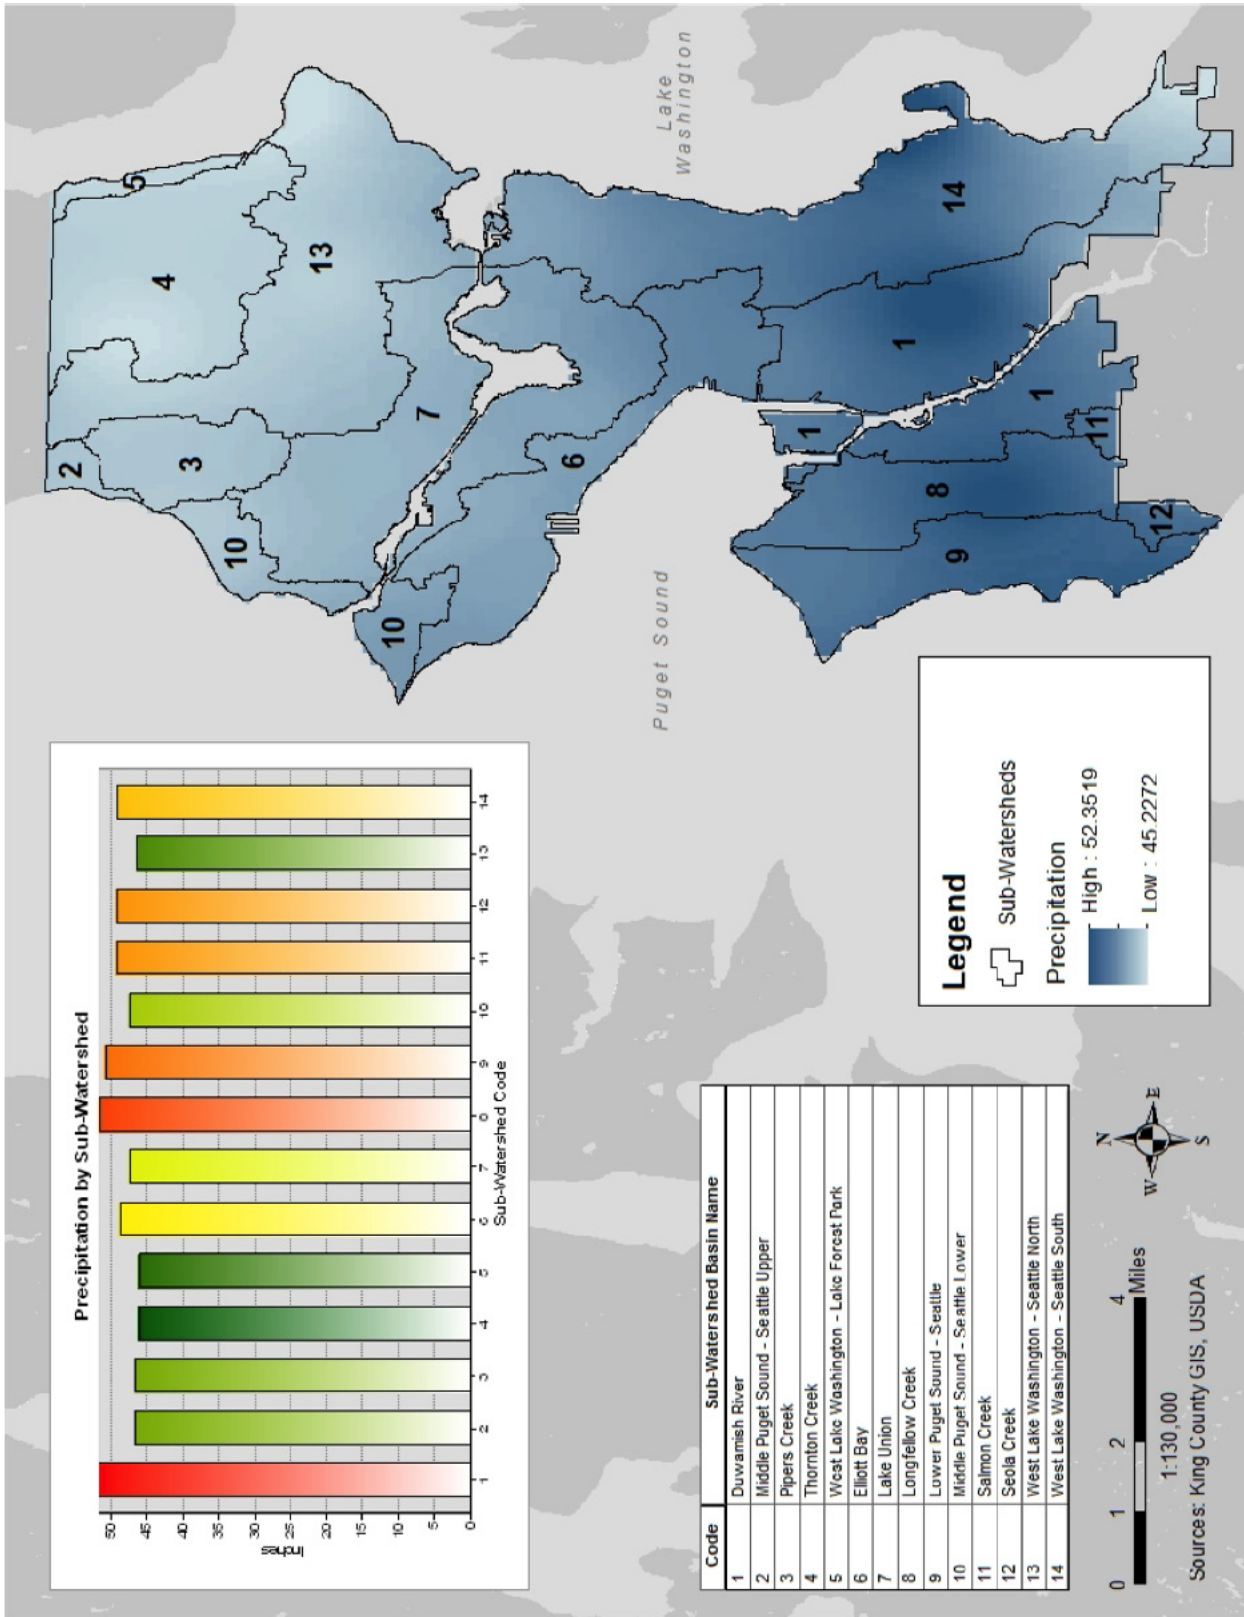 Precipitation by Sub-Watershed
Inches
50
45
40
35
30
25
20
15
10
5
0
1 2 3 4 5 6 7 8 9 10 11 12 13 14
Sub-Watershed Code
2
3
4
5
13
10
7
10
6
Lake
Washington
Puget Sound
1
1
1
8
9
11
12
14
Code Sub-Watershed Basin Name
1 Duwamish River
2 Middle Puget Sound - Seattle Upper
3 Pipers Creek
4 Thornton Creek
5 West Lake Washington - Lake Forest Park
6 Elliott Bay
7 Lake Union
8 Longfellow Creek
9 Lower Puget Sound - Seattle
10 Middle Puget Sound - Seattle Lower
11 Salmon Creek
12 Seola Creek
13 West Lake Washington - Seattle North
14 West Lake Washington - Seattle South
Legend
Sub-Watersheds
Precipitation
High : 52.3519
Low : 45.2272
N
W E
S
0 1 2 4
Miles
1:130,000
Sources: King County GIS, USDA